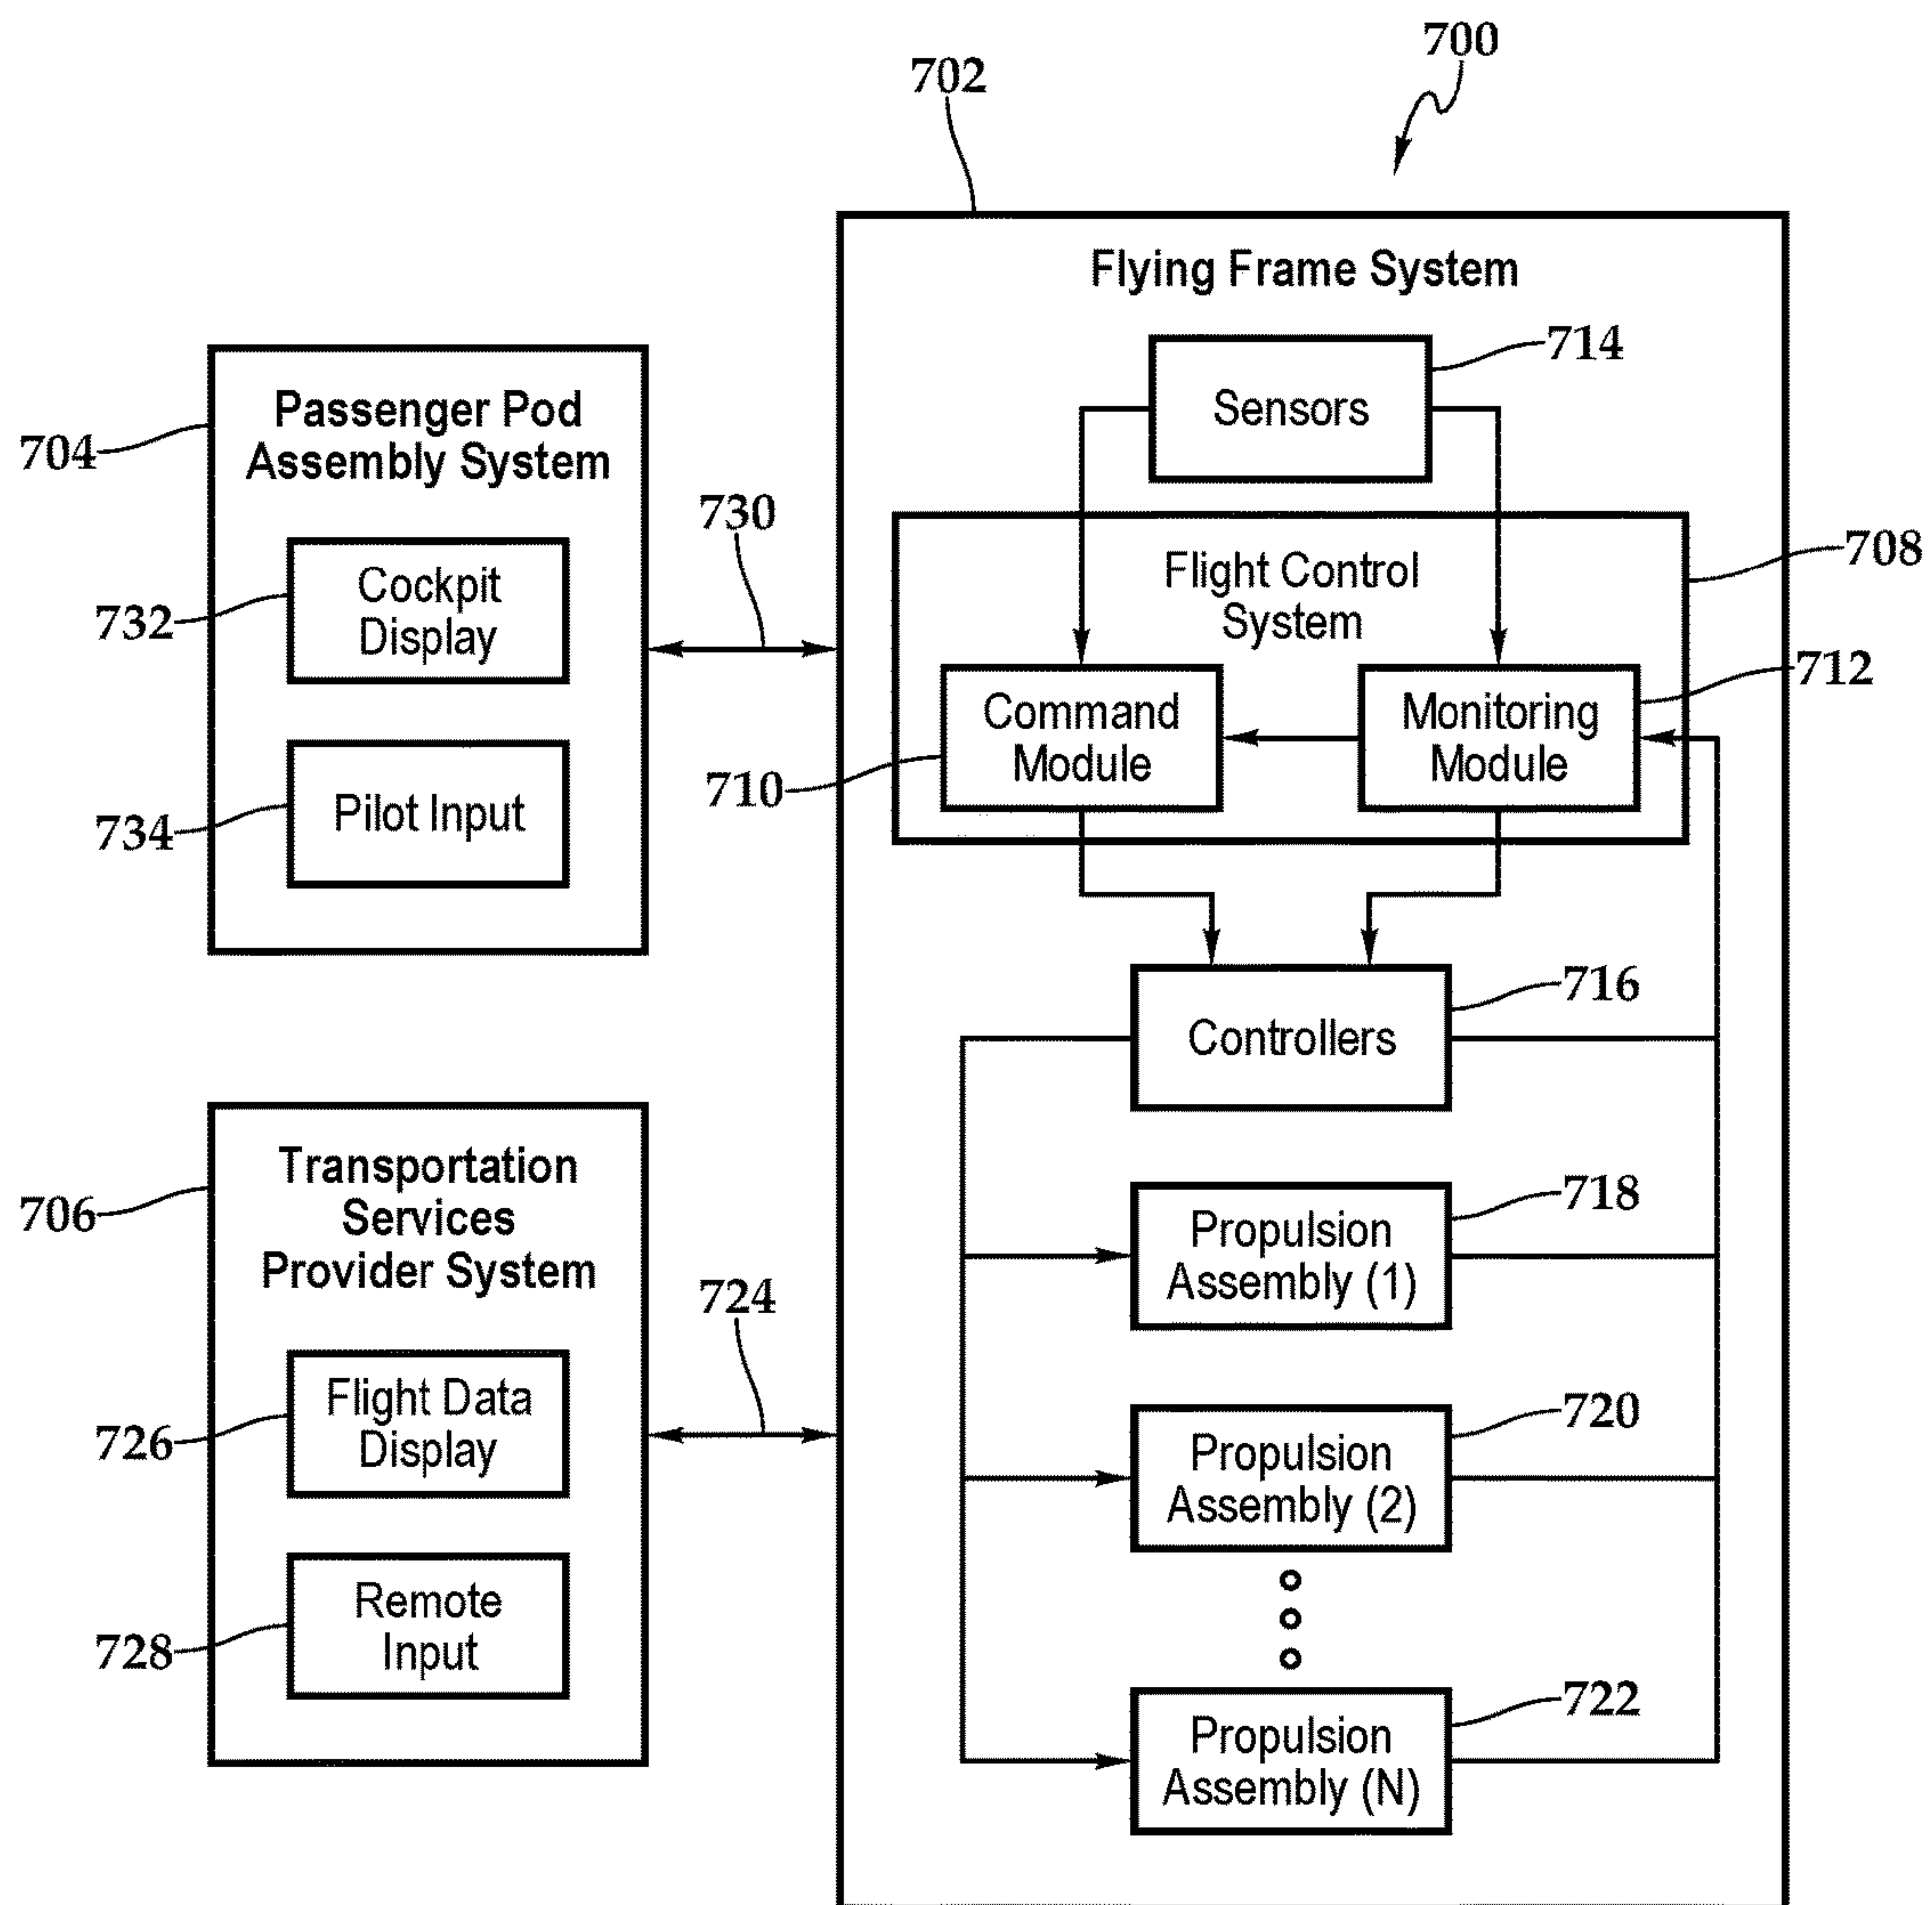 700
702
Flying Frame System
714
Sensors
704
Passenger Pod
Assembly System
730
708
Flight Control
System
732
Cockpit
Display
712
Command
Module
Monitoring
Module
710
734
Pilot Input
716
Controllers
706
Transportation
Services
Provider System
718
Propulsion
Assembly (1)
724
726
Flight Data
Display
720
Propulsion
Assembly (2)
728
Remote
Input
722
Propulsion
Assembly (N)